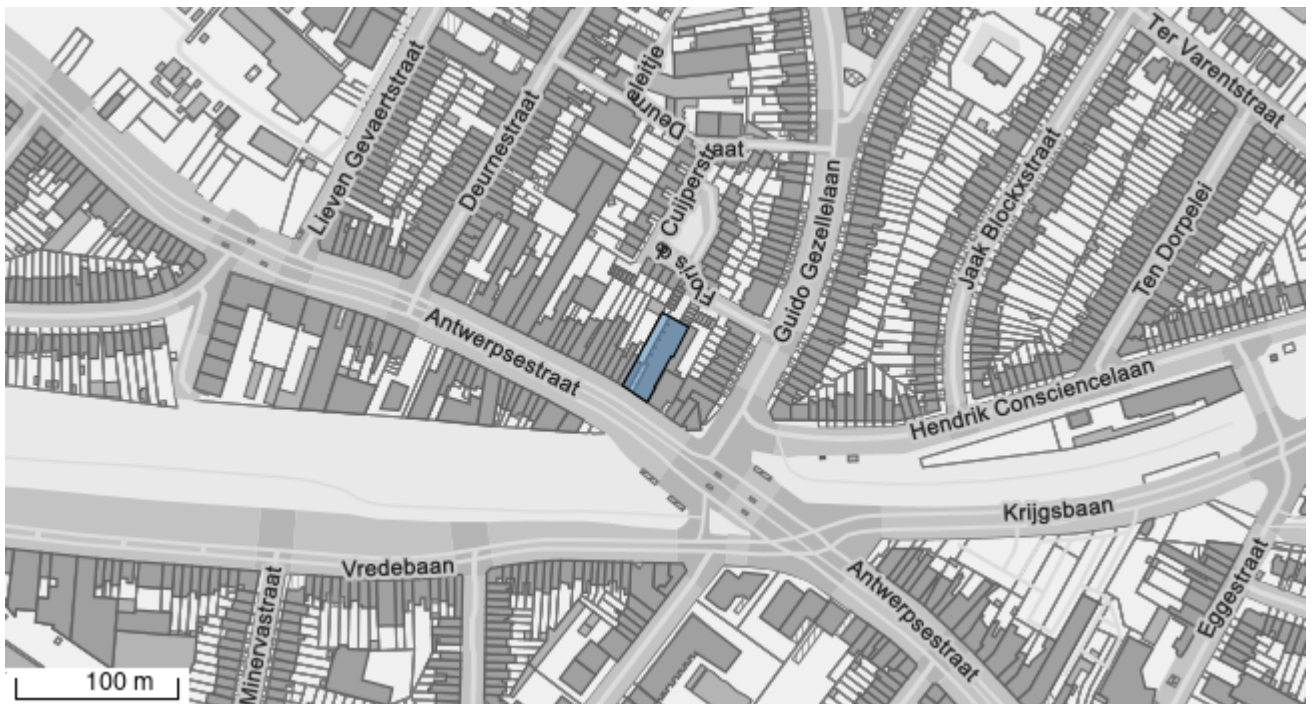 Ter Varentstraat
Lieven Gevaertstraat
Deurnestraat
Deurneleitje
Floris Cuijperstraat
Guido Gezellelaan
Jaak Blockxstraat
Ten Dorpelei
Antwerpsestraat
Hendrik Consciencelaan
Krijgsbaan
Vredebaan
Minervastraat
Antwerpsestraat
Eggestraat
100 m